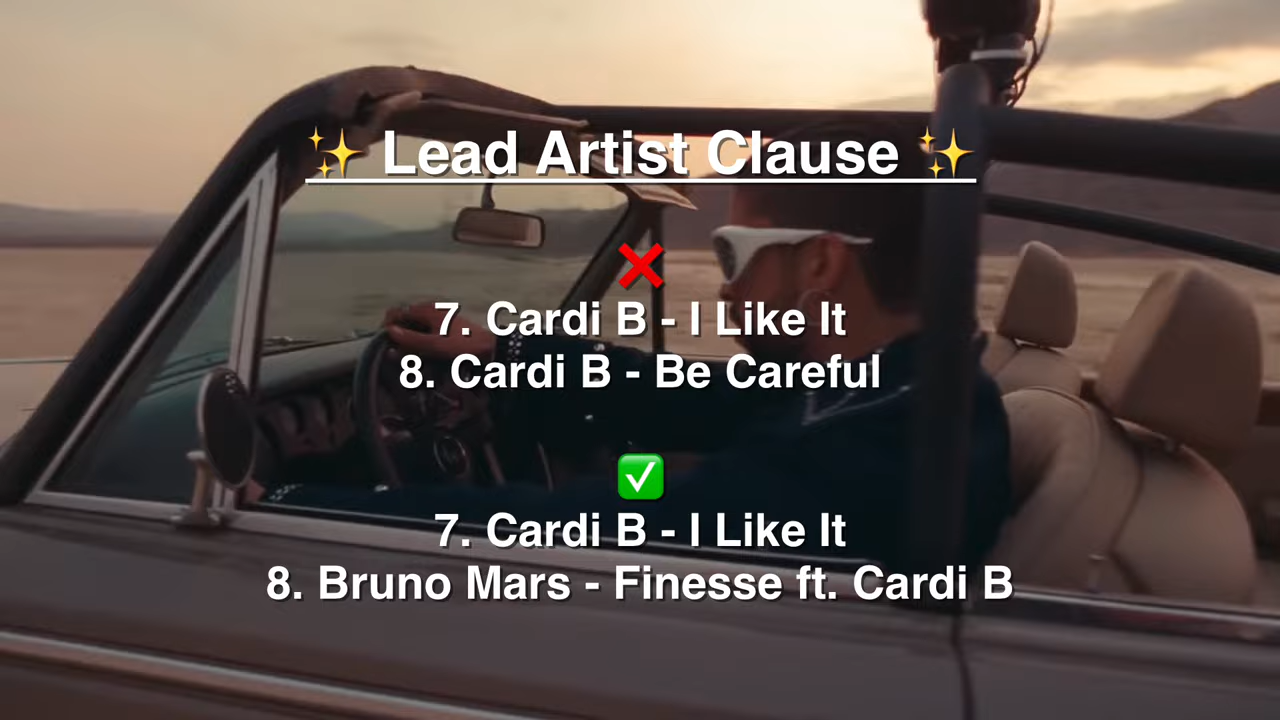 ✨ Lead Artist Clause ✨
❌
7. Cardi B - I Like It
8. Cardi B - Be Careful
✅
7. Cardi B - I Like It
8. Bruno Mars - Finesse ft. Cardi B